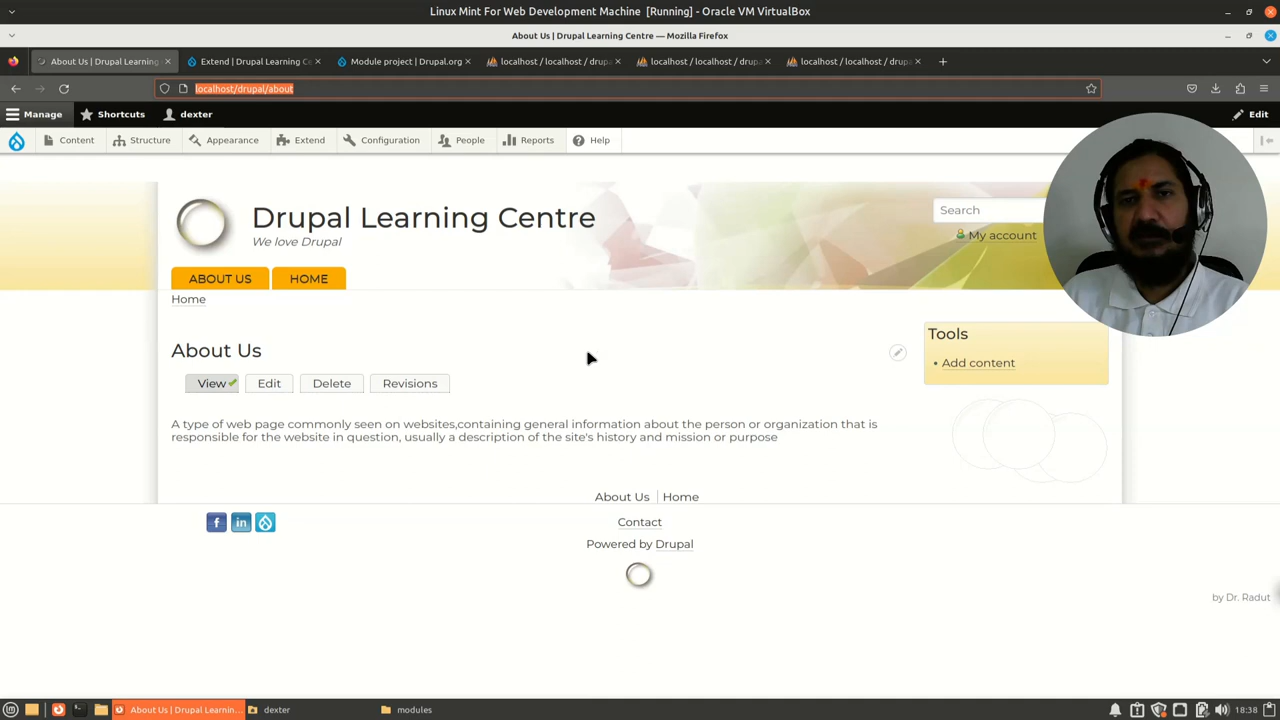 Linux Mint For Web Development Machine [Running] - Oracle VM VirtualBox
About Us | Drupal Learning Centre — Mozilla Firefox
About Us | Drupal Learning
Extend | Drupal Learning Ce
Module project | Drupal.org
localhost / localhost / drupa
localhost / localhost / drupa
localhost / localhost / drupa
localhost/drupal/about
Manage Shortcuts dexter Edit
Content Structure Appearance Extend Configuration People Reports Help
Drupal Learning Centre
We love Drupal
Search
My account
ABOUT US HOME
Home
About Us
View Edit Delete Revisions
A type of web page commonly seen on websites,containing general information about the person or organization that is
responsible for the website in question, usually a description of the site's history and mission or purpose
Tools
Add content
About Us Home
Contact
Powered by Drupal
by Dr. Radut
About Us | Drupal Learnin...
dexter
modules
18:38